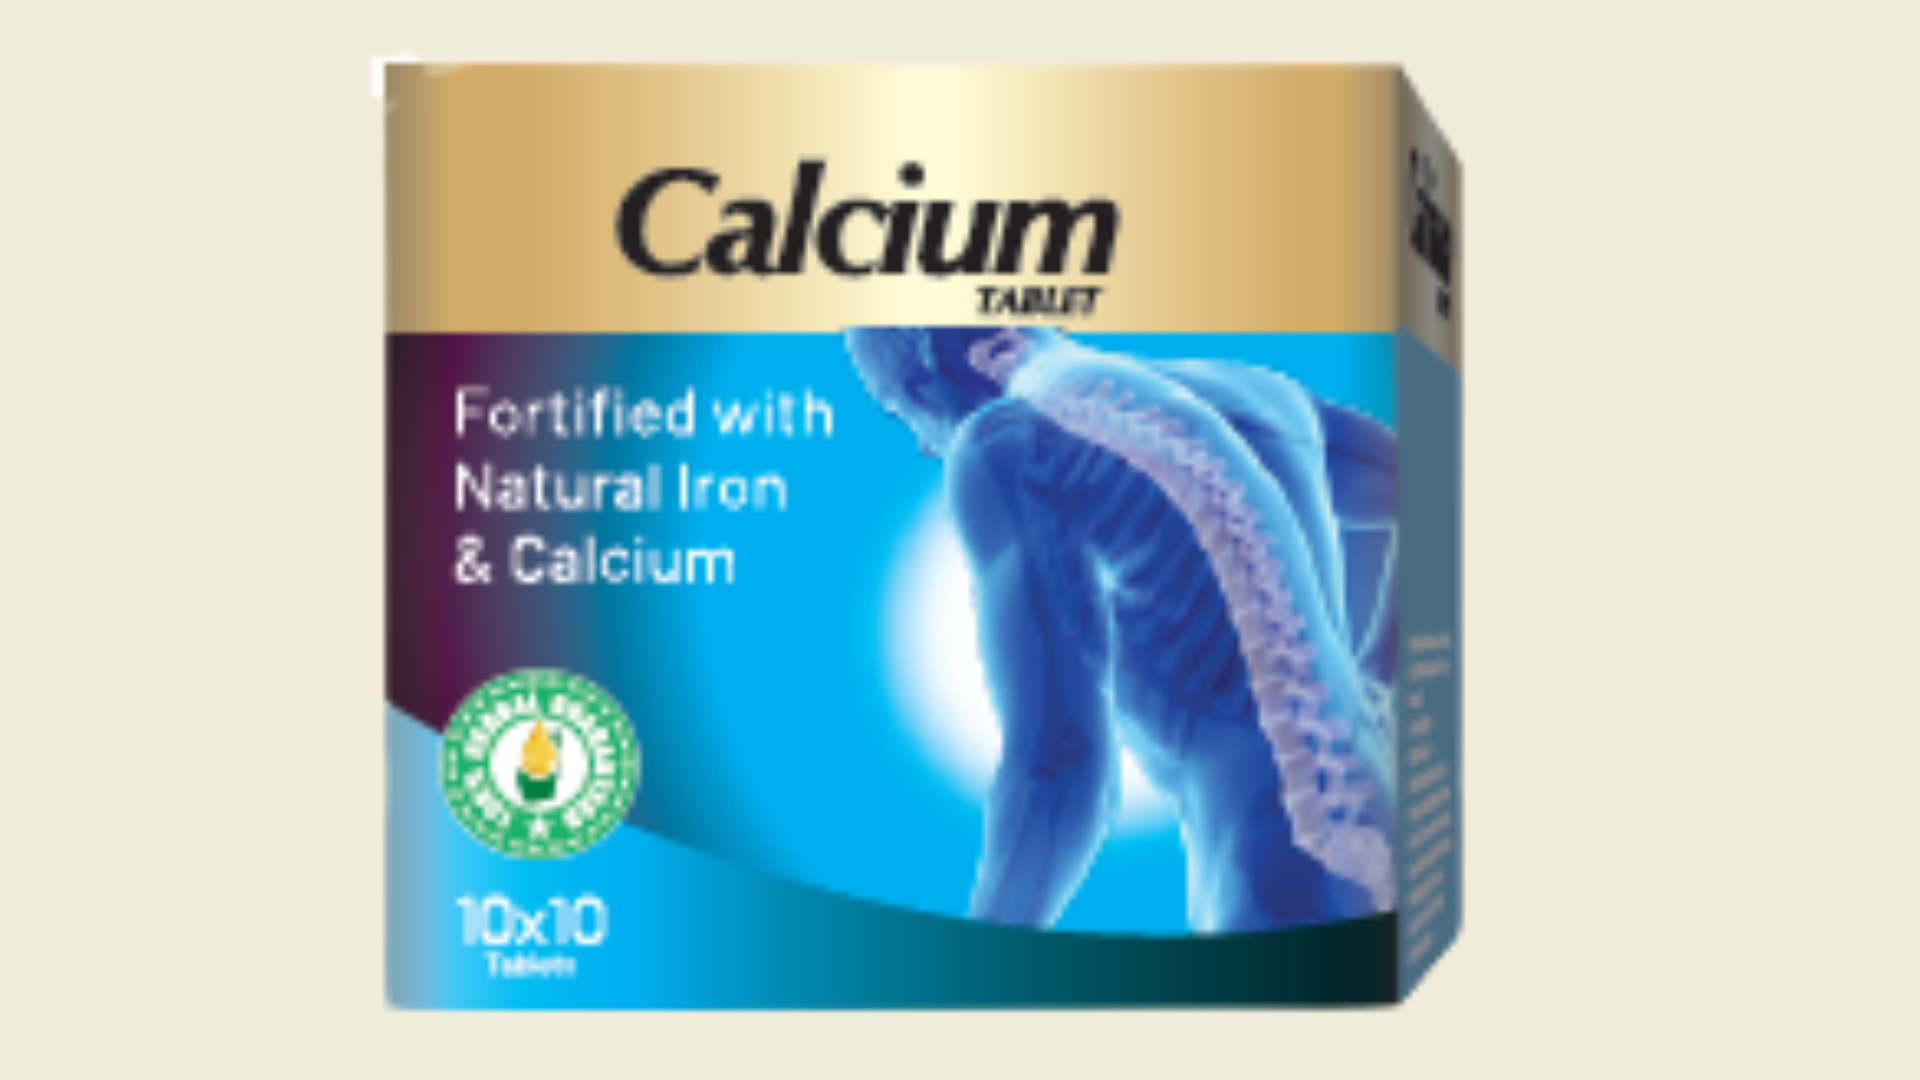 Calcium
TABLET
Fortified with
Natural Iron
& Calcium
10x10
Tablets